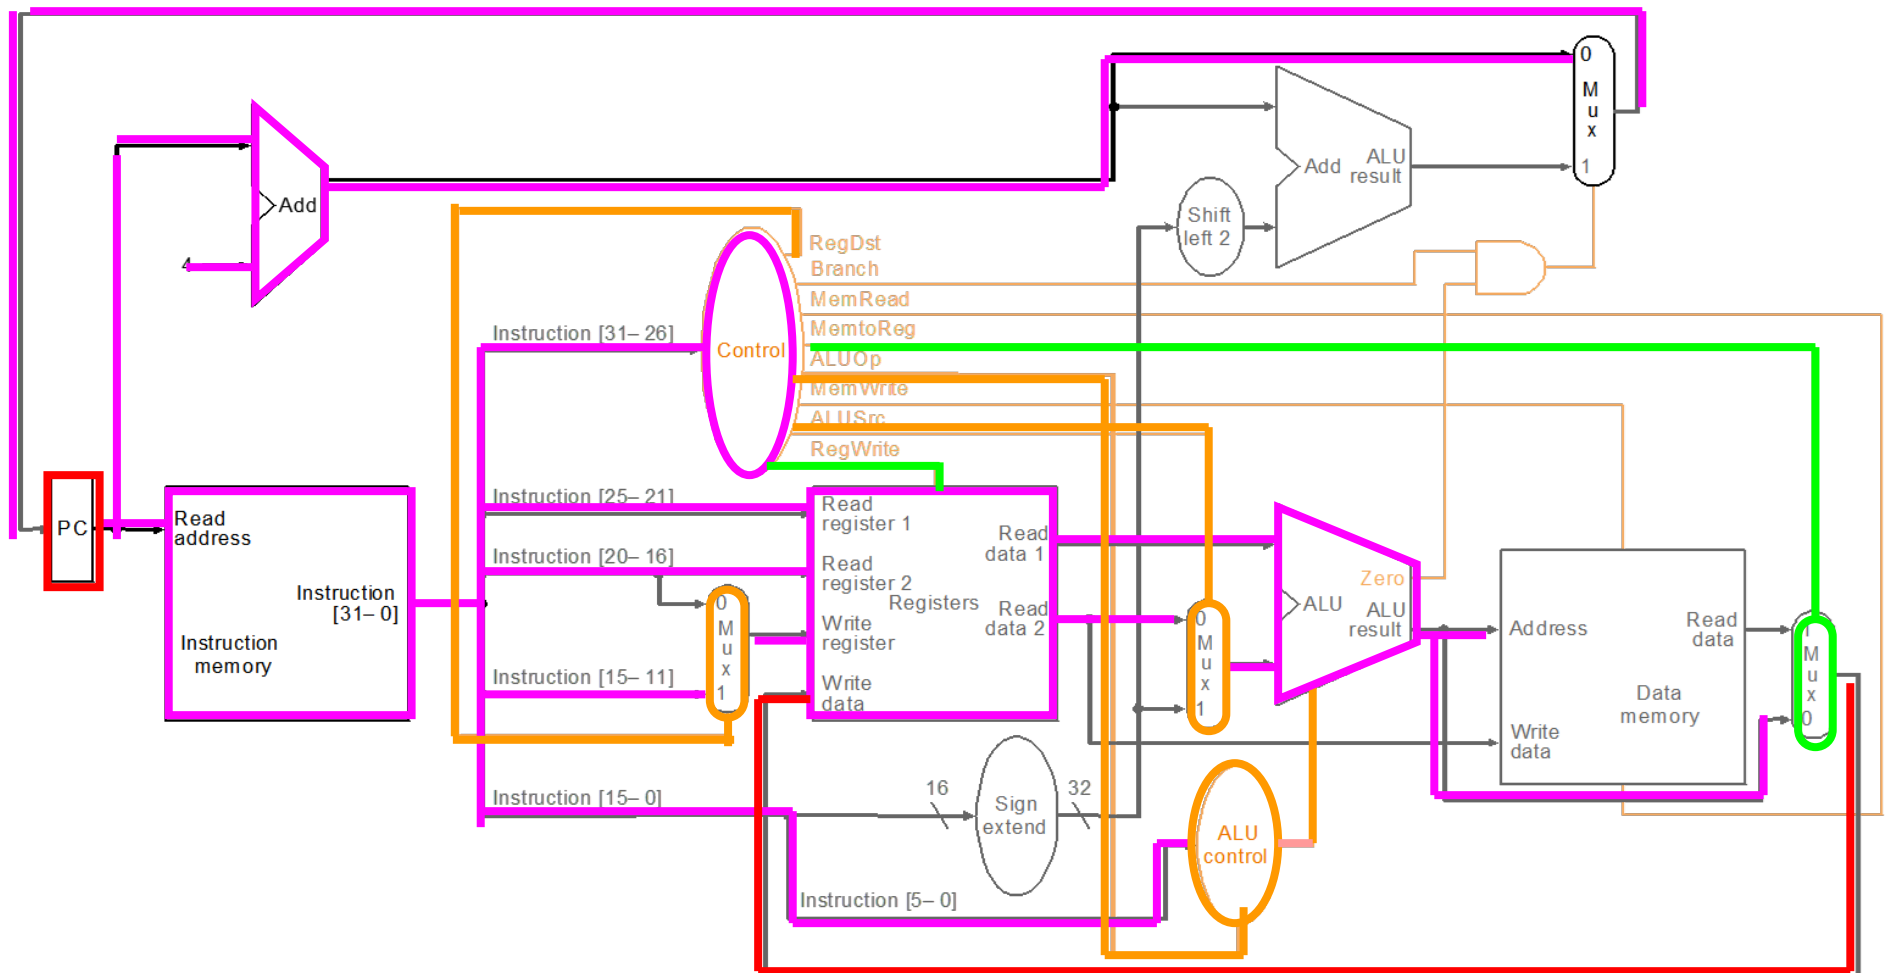 0
M
u
x
1
Add
ALU
result
Add
4
Shift
left 2
RegDst
Branch
MemRead
MemtoReg
ALUOp
MemWrite
ALUSrc
RegWrite
Control
Instruction [31–26]
Instruction [25–21]
Instruction [20–16]
Instruction [15–11]
Instruction [15–0]
Instruction [5–0]
PC
Read
address
Instruction
[31–0]
Instruction
memory
0
M
u
x
1
Read
register 1
Read
register 2
Write
register
Write
data
Registers
Read
data 1
Read
data 2
0
M
u
x
1
Zero
ALU
ALU
result
Address
Write
data
Read
data
Data
memory
1
M
u
x
0
16
Sign
extend
32
ALU
control